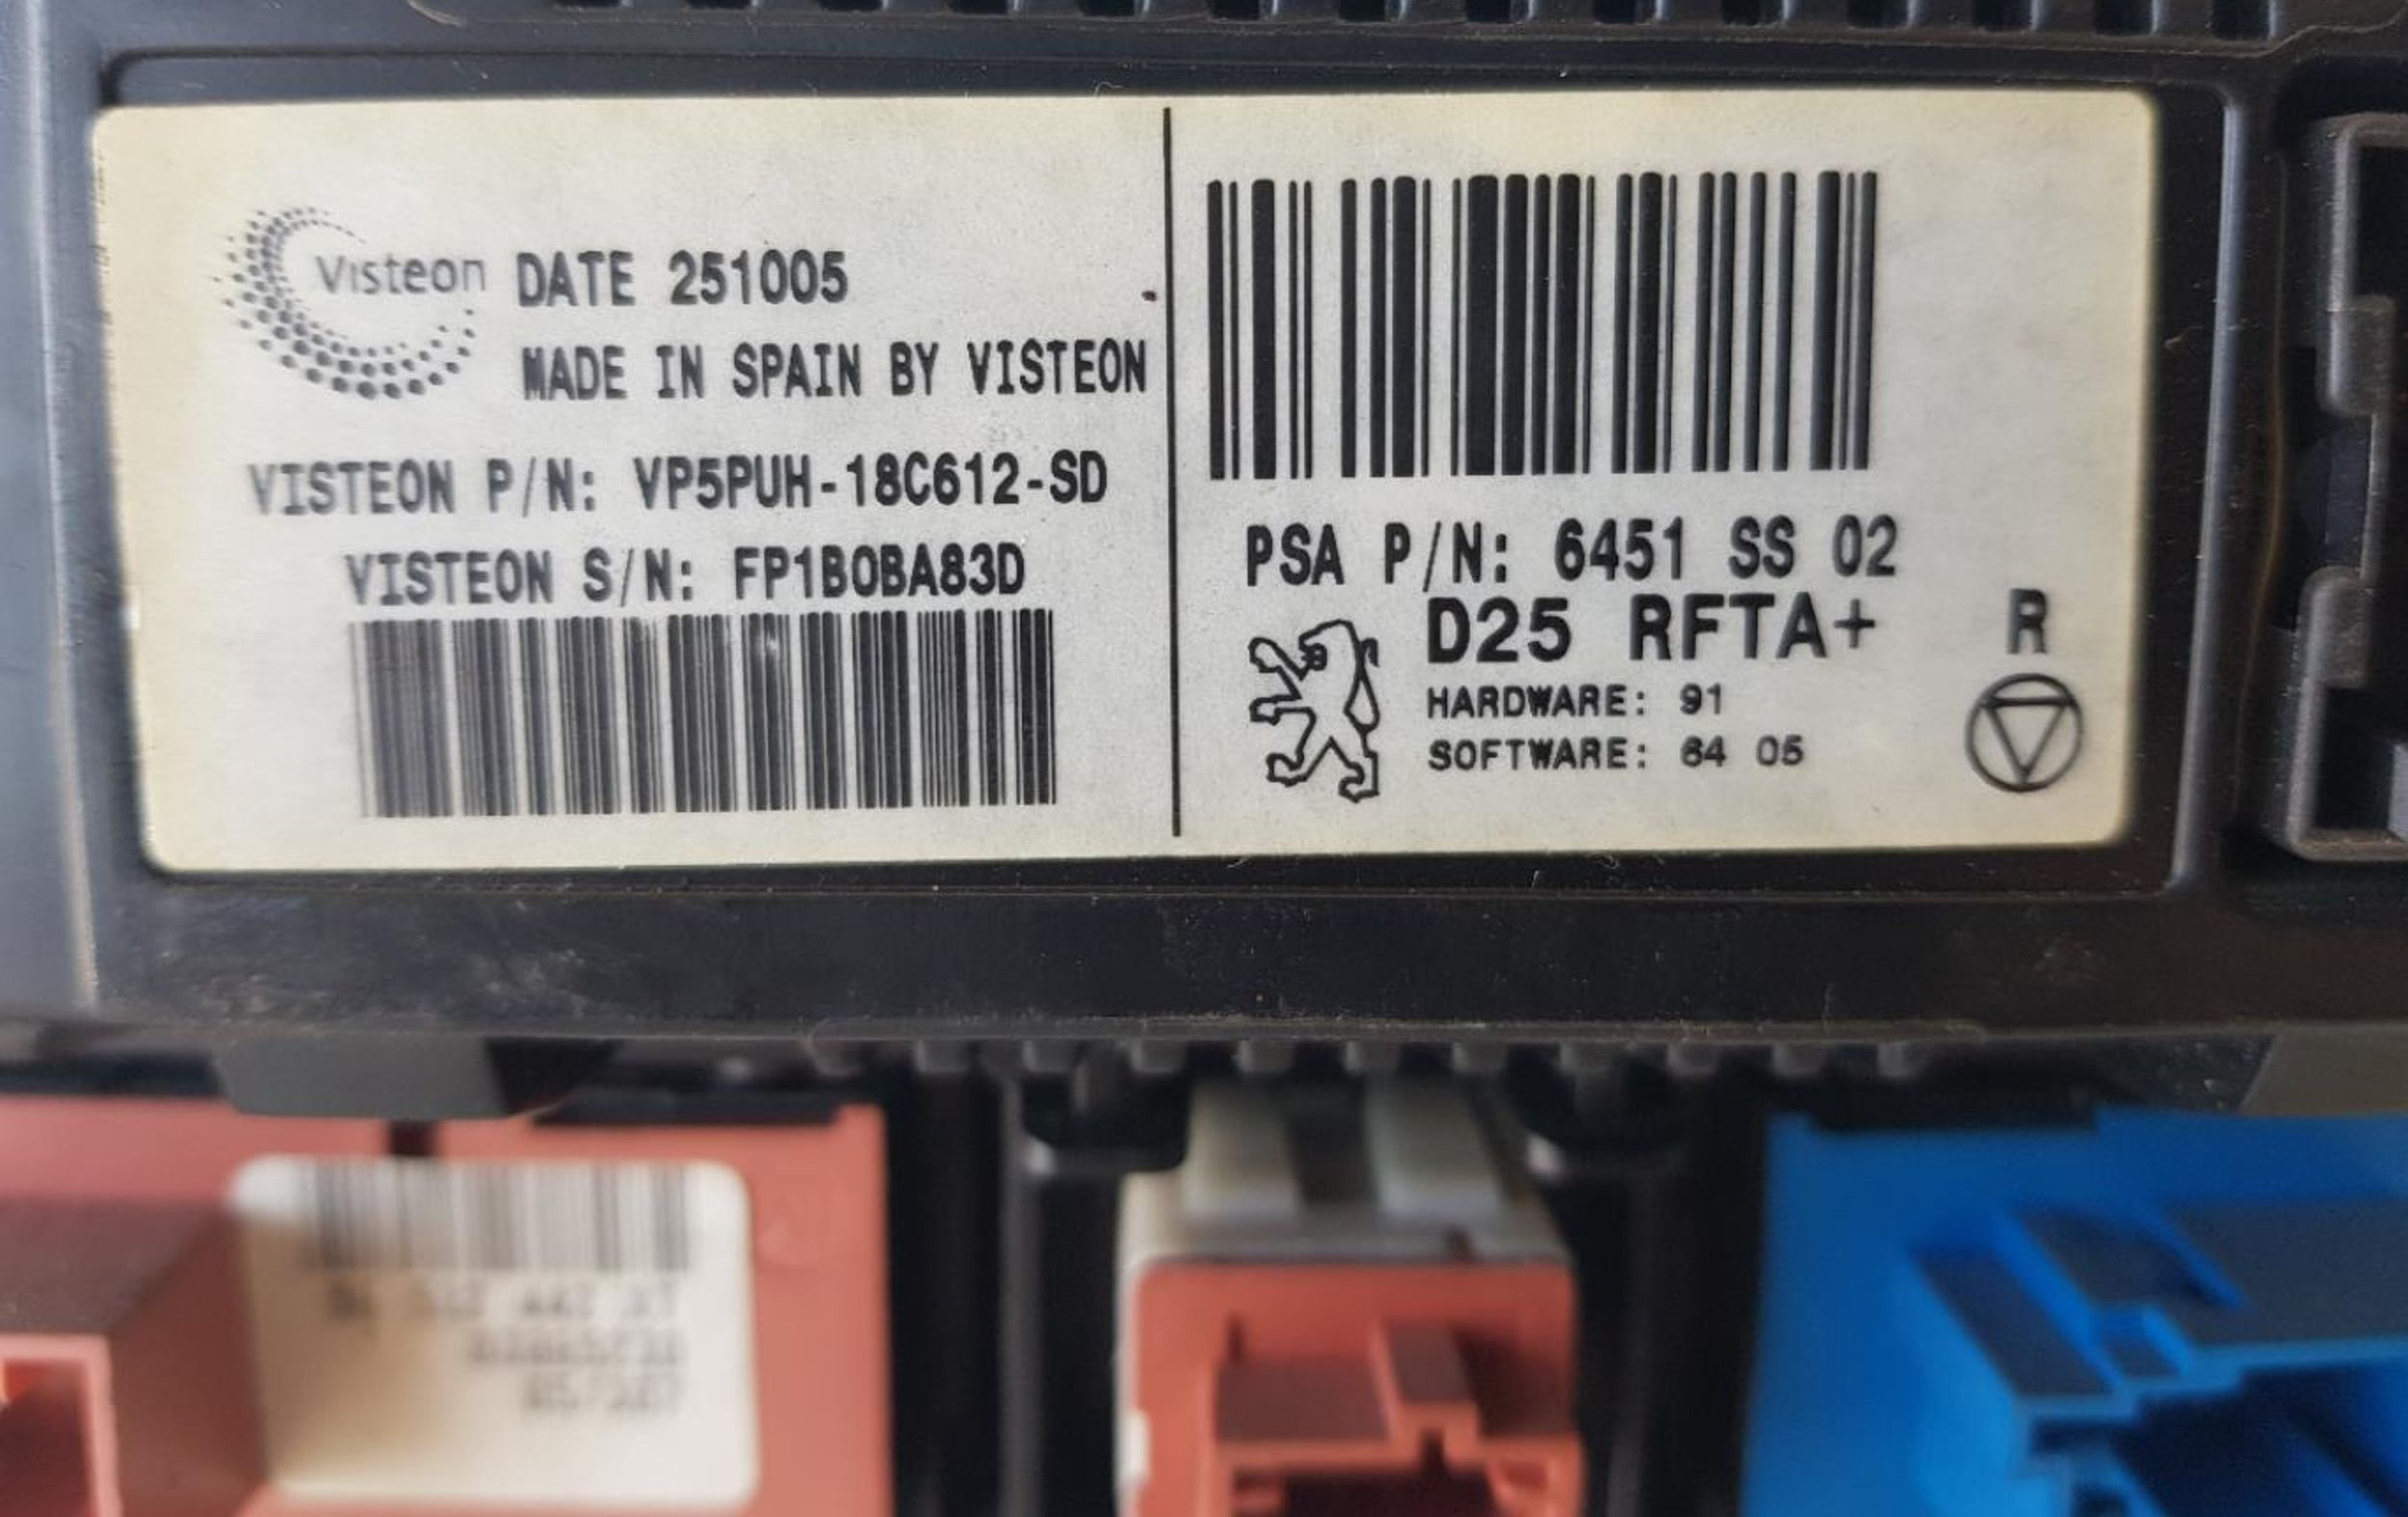 Visteon DATE 251005
MADE IN SPAIN BY VISTEON
VISTEON P/N: VP5PUH-18C612-SD
VISTEON S/N: FP1B0BA83D
PSA P/N: 6451 SS 02
D25 RFTA+
R
HARDWARE: 91
SOFTWARE: 64 05